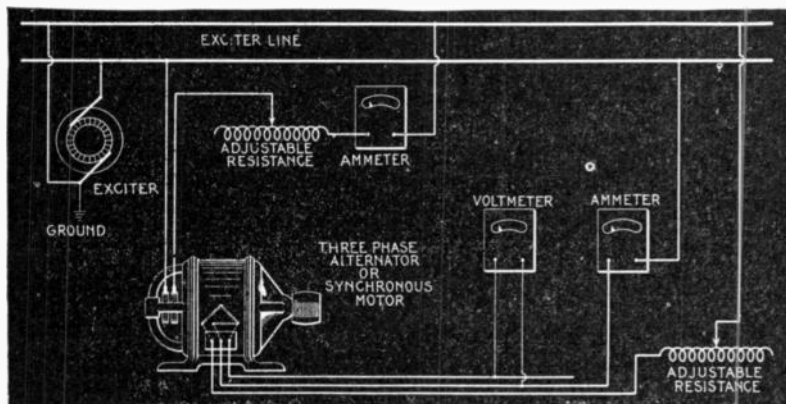 EXCITER LINE
ADJUSTABLE
RESISTANCE
AMMETER
EXCITER
GROUND
VOLTMETER
AMMETER
THREE PHASE
ALTERNATOR
OR
SYNCHRONOUS
MOTOR
ADJUSTABLE
RESISTANCE